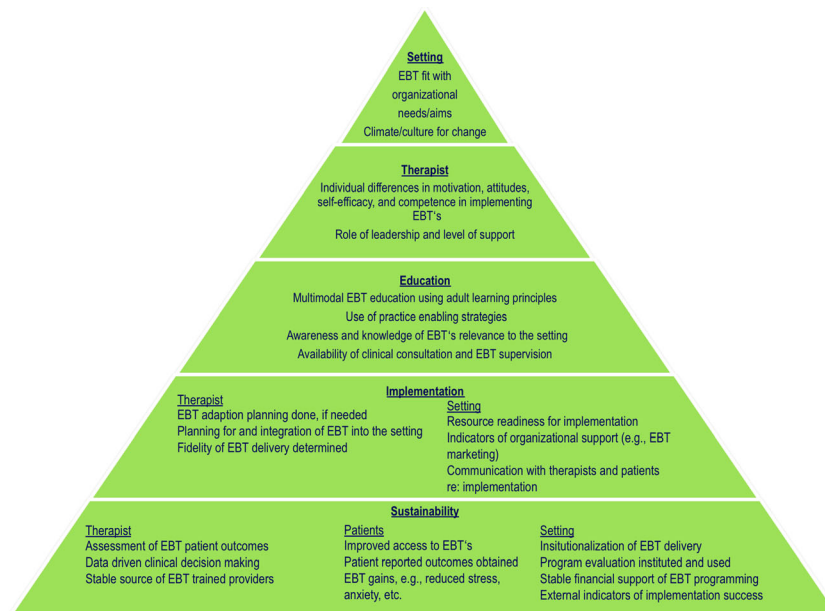 Setting
EBT fit with
organizational
needs/aims
Climate/culture for change
Therapist
Individual differences in motivation, attitudes,
self-efficacy, and competence in implementing
EBT's
Role of leadership and level of support
Education
Multimodal EBT education using adult learning principles
Use of practice enabling strategies
Awareness and knowledge of EBT's relevance to the setting
Availability of clinical consultation and EBT supervision
Implementation
Therapist
EBT adaption planning done, if needed
Planning for and integration of EBT into the setting
Fidelity of EBT delivery determined
Setting
Resource readiness for implementation
Indicators of organizational support (e.g., EBT
marketing)
Communication with therapists and patients
re: implementation
Sustainability
Therapist
Assessment of EBT patient outcomes
Data driven clinical decision making
Stable source of EBT trained providers
Patients
Improved access to EBT's
Patient reported outcomes obtained
EBT gains, e.g., reduced stress,
anxiety, etc.
Setting
Insitutionalization of EBT delivery
Program evaluation instituted and used
Stable financial support of EBT programming
External indicators of implementation success